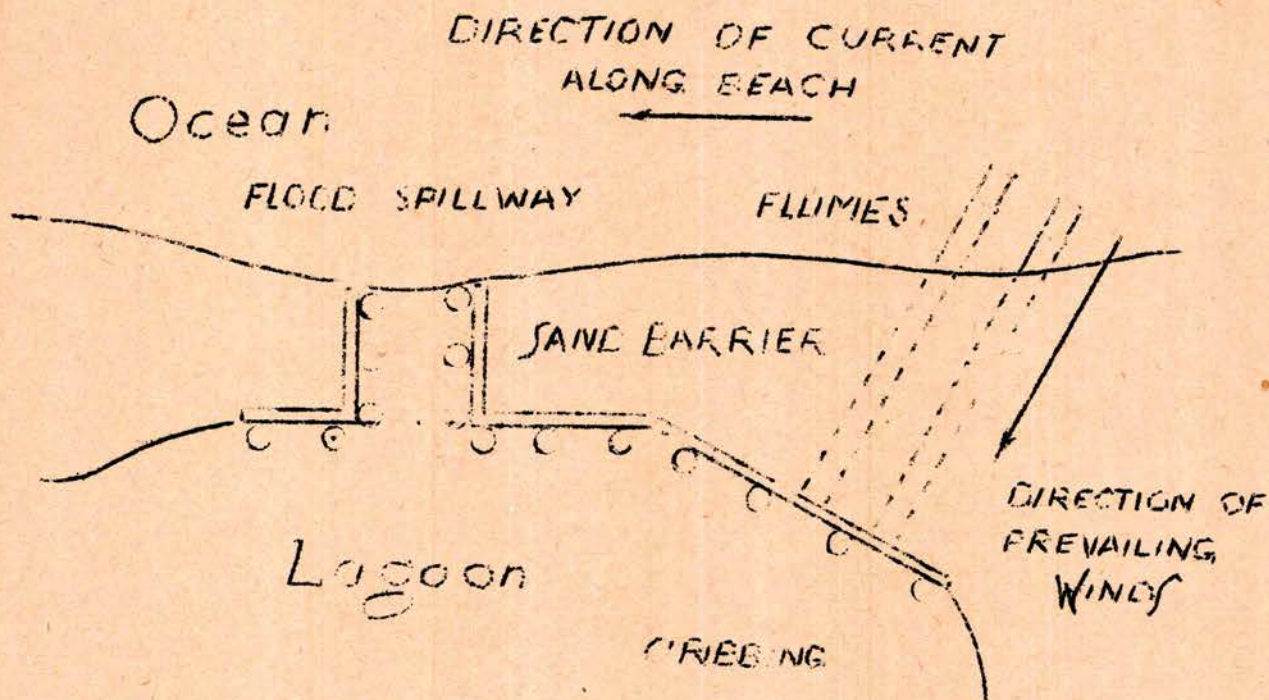 DIRECTION OF CURRENT
ALONG BEACH
Ocean
FLOOD SPILLWAY
FLUMES
SAND BARRIER
DIRECTION OF
PREVAILING
WINDS
Lagoon
CRIBBING